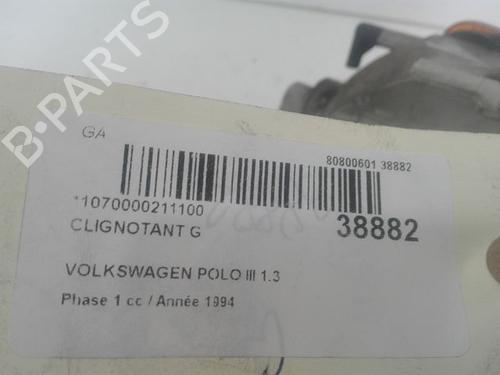 B-PARTS
GA
80800601 38882
*1070000211100
38882
CLIGNOTANT G
VOLKSWAGEN POLO III 1.3
Phase 1 cc / Année 1994